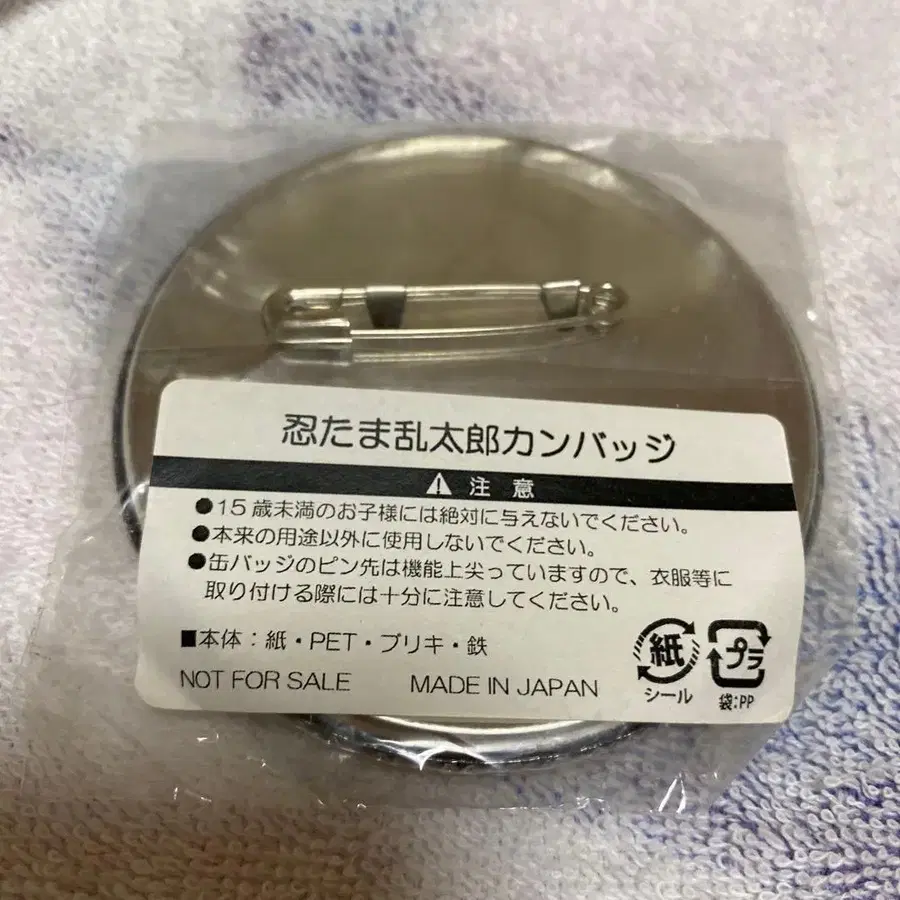 忍たま乱太郎カンバッジ
注意
●15歳未満のお子様には絶対に与えないでください。
●本来の用途以外に使用しないでください。
●缶バッジのピン先は機能上尖っていますので、衣服等に
取り付ける際には十分に注意してください。
■本体：紙・PET・ブリキ・鉄
NOT FOR SALE MADE IN JAPAN
紙
シール
プラ
袋:PP